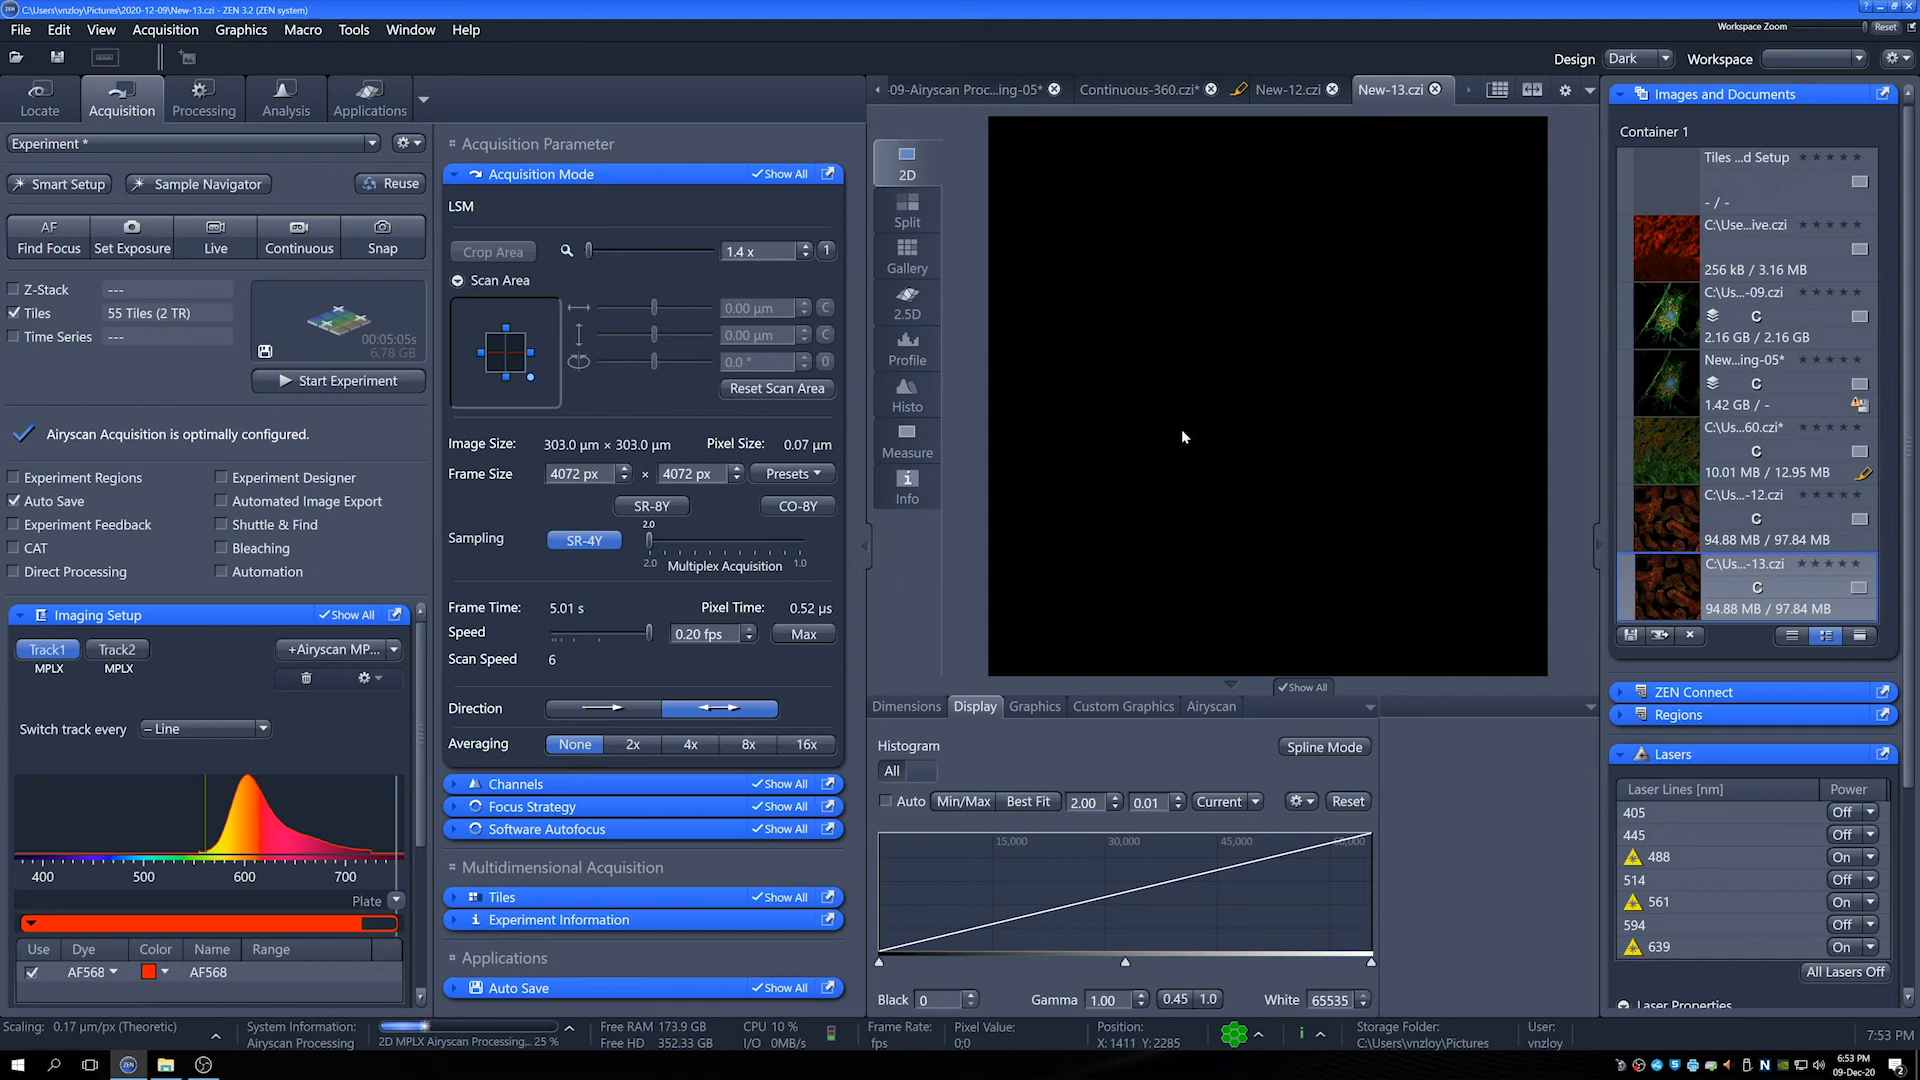 C:\Users\vnzloy\Pictures\2020-12-09\New-13.czi - ZEN 3.2 (ZEN system)
File Edit View Acquisition Graphics Macro Tools Window Help
Workspace Zoom Reset
Design Dark Workspace
Locate Acquisition Processing Analysis Applications
-09-Airyscan Proc...ing-05* Continuous-360.czi* New-12.czi New-13.czi
Experiment *
Smart Setup Sample Navigator Reuse
AF
Find Focus Set Exposure Live Continuous Snap
Z-Stack ---
Tiles 55 Tiles (2 TR)
Time Series ---
00:05:05s
6.78 GB
Start Experiment
Airyscan Acquisition is optimally configured.
Experiment Regions Experiment Designer
Auto Save Automated Image Export
Experiment Feedback Shuttle & Find
CAT Bleaching
Direct Processing Automation
Imaging Setup Show All
Track1 Track2 +Airyscan MP...
MPLX MPLX
Switch track every – Line
400 500 600 700
Plate
Use Dye Color Name Range
AF568 AF568
Acquisition Parameter
Acquisition Mode Show All
LSM
Crop Area 1.4 x 1
Scan Area
0.00 µm C
0.00 µm C
0.0 ° 0
Reset Scan Area
Image Size: 303.0 µm × 303.0 µm Pixel Size: 0.07 µm
Frame Size 4072 px × 4072 px Presets
SR-8Y CO-8Y
2.0
Sampling SR-4Y
2.0 Multiplex Acquisition 1.0
Frame Time: 5.01 s Pixel Time: 0.52 µs
Speed 0.20 fps Max
Scan Speed 6
Direction
Averaging None 2x 4x 8x 16x
Channels Show All
Focus Strategy Show All
Software Autofocus Show All
Multidimensional Acquisition
Tiles Show All
Experiment Information
Applications
Auto Save Show All
2D
Split
Gallery
2.5D
Profile
Histo
Measure
Info
Show All
Dimensions Display Graphics Custom Graphics Airyscan
Histogram Spline Mode
All
Auto Min/Max Best Fit 2.00 0.01 Current Reset
15,000 30,000 45,000 60,000
Black 0 Gamma 1.00 0.45 1.0 White 65535
Images and Documents
Container 1
Tiles ...d Setup
- / -
C:\Use...ive.czi
256 kB / 3.16 MB
C:\Us...-09.czi
C
2.16 GB / 2.16 GB
New...ing-05*
C
1.42 GB / -
C:\Us...60.czi*
10.01 MB / 12.95 MB
C:\Us...-12.czi
C
94.88 MB / 97.84 MB
C:\Us...-13.czi
C
94.88 MB / 97.84 MB
ZEN Connect
Regions
Lasers
Laser Lines [nm] Power
405 Off
445 Off
488 On
514 Off
561 On
594 Off
639 On
All Lasers Off
Laser Properties
Scaling: 0.17 µm/px (Theoretic) System Information: Free RAM 173.9 GB CPU 10 % Frame Rate: Pixel Value: Position: Storage Folder: User:
Airyscan Processing 2D MPLX Airyscan Processing... 25 % Free HD 352.33 GB I/O 0MB/s fps 0;0 X: 1411 Y: 2285 C:\Users\vnzloy\Pictures vnzloy
7:53 PM
6:53 PM
09-Dec-20